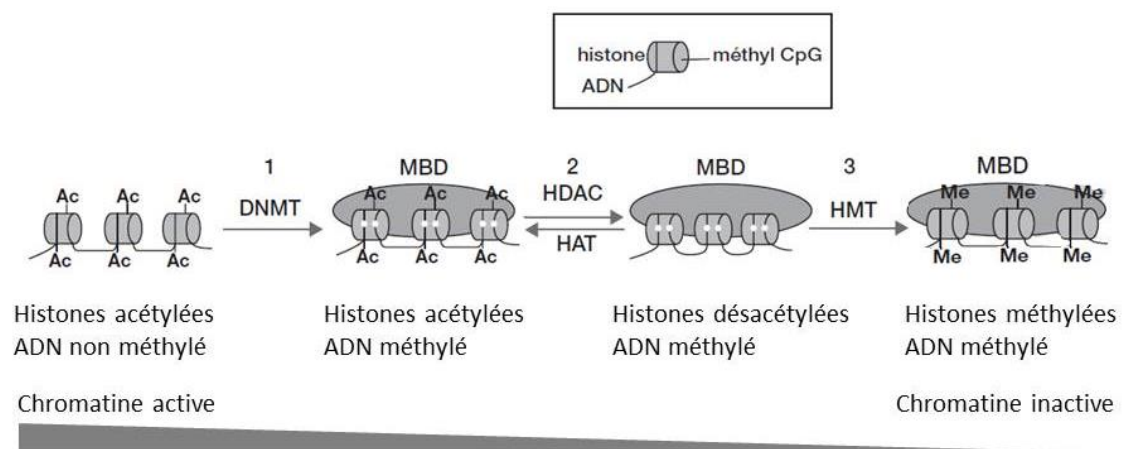 histone méthyl CpG
ADN
1 MBD 2 MBD 3 MBD
Ac Ac Ac Ac Ac Ac Me Me Me
DNMT HDAC HMT
HAT
Ac Ac Ac Ac Ac Ac Me Me Me
Histones acétylées Histones acétylées Histones désacétylées Histones méthylées
ADN non méthylé ADN méthylé ADN méthylé ADN méthylé
Chromatine active Chromatine inactive